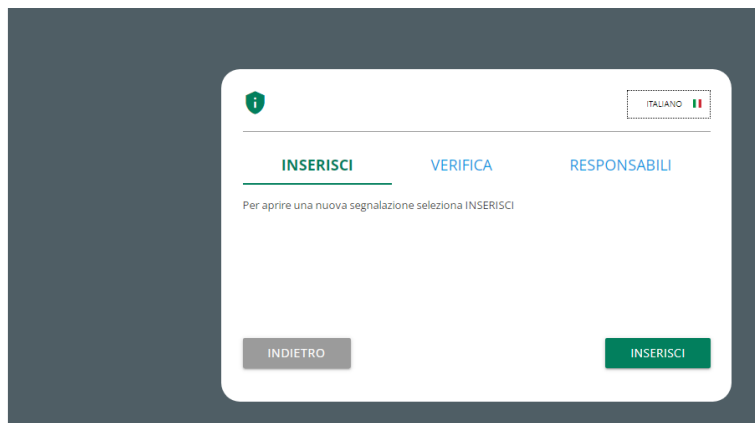 ITALIANO
INSERISCI VERIFICA RESPONSABILI
Per aprire una nuova segnalazione seleziona INSERISCI
INDIETRO INSERISCI